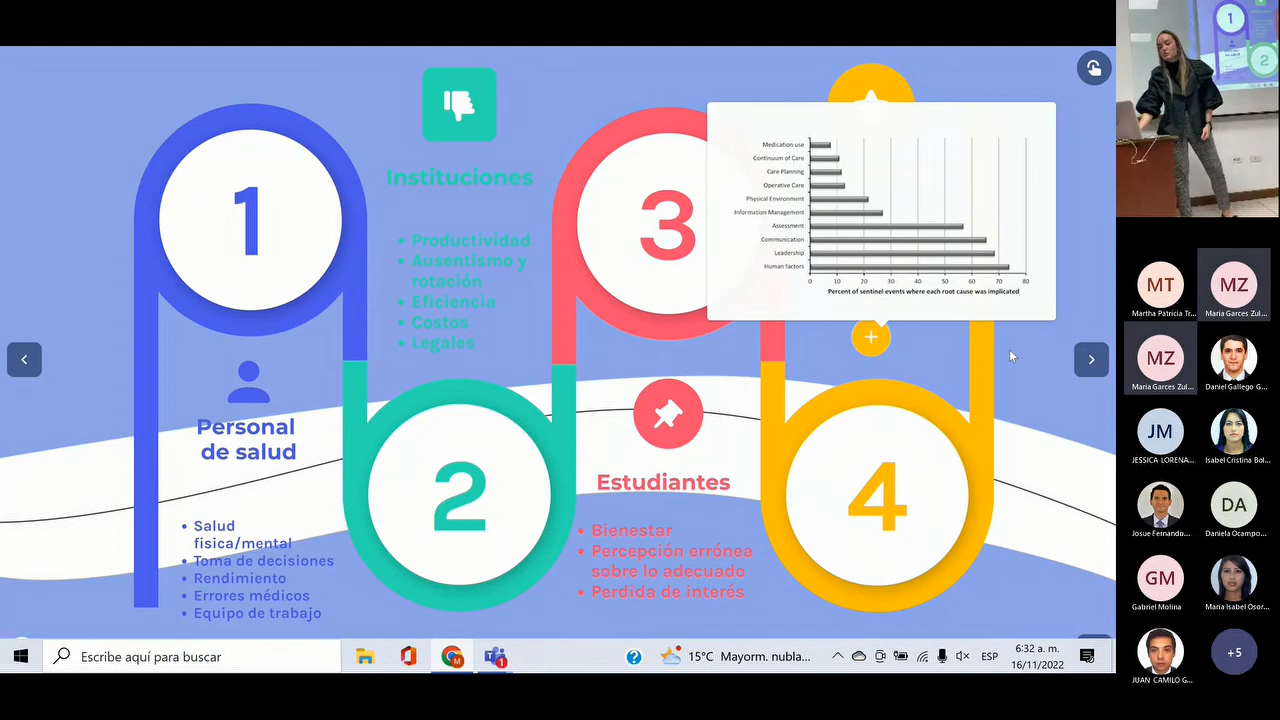 1
Personal
de salud
• Salud
fisica/mental
• Toma de decisiones
• Rendimiento
• Errores médicos
• Equipo de trabajo
Instituciones
• Productividad
• Ausentismo y
rotación
• Eficiencia
• Costos
• Legales
2
3
Estudiantes
• Bienestar
• Percepción errónea
sobre lo adecuado
• Perdida de interés
Medication use
Continuum of Care
Care Planning
Operative Care
Physical Environment
Information Management
Assessment
Communication
Leadership
Human factors
0 10 20 30 40 50 60 70 80
Percent of sentinel events where each root cause was implicated
4
1
2
MT
Martha Patricia Tr...
MZ
Maria Garces Zul...
MZ
Maria Garces Zul...
Daniel Gallego G...
JM
JESSICA LORENA...
Isabel Cristina Bol...
Josue Fernando...
DA
Daniela Ocampo...
GM
Gabriel Molina
Maria Isabel Osor...
JUAN CAMILO G...
+5
Escribe aquí para buscar
1
15°C Mayorm. nubla...
ESP
6:32 a. m.
16/11/2022